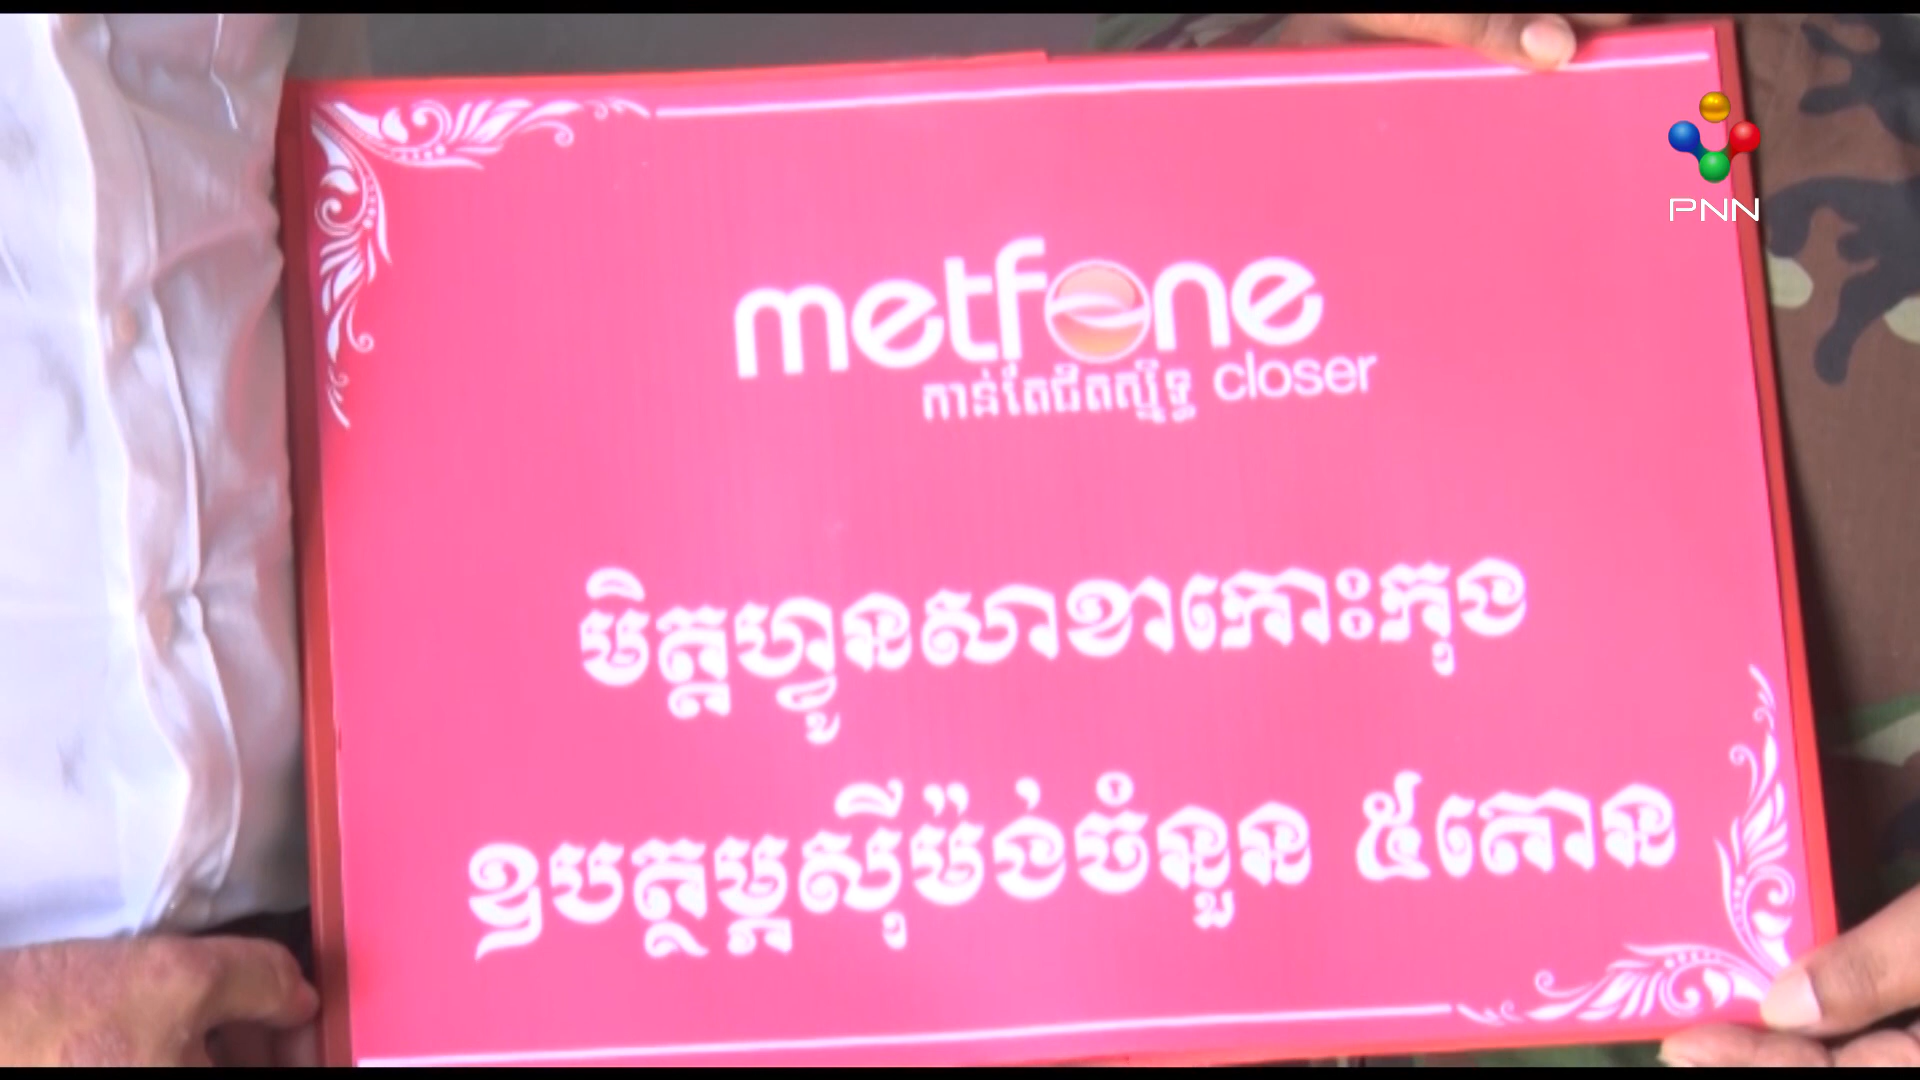 PNN
metfone
កាន់តែជិតស្និទ្ធ closer
មិត្តហ្វូនសាខាកោះកុង
ឧបត្ថម្ភស៊ីម៉ង់ចំនួន ៥តោន